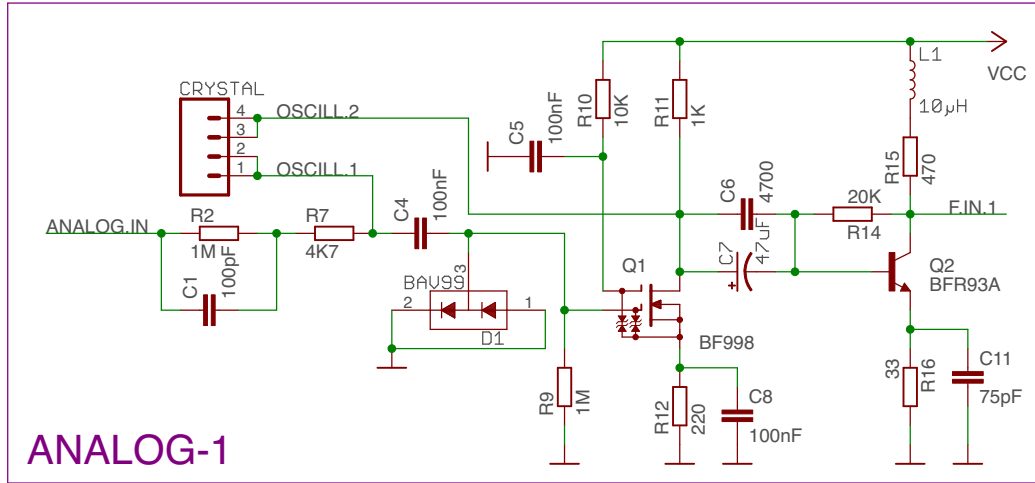 L1
VCC
10µH
CRYSTAL
4
3
2
1
OSCILL.2
OSCILL.1
C5
100nF
R10
10K
R11
1K
R15
470
ANALOG.IN
R2
1M
C1
100pF
R7
4K7
C4
100nF
C6
4700
C7
47uF
+
20K
R14
F.IN.1
BAV99
3
2
1
D1
Q1
BF998
Q2
BFR93A
R9
1M
R12
220
C8
100nF
33
R16
C11
75pF
ANALOG-1